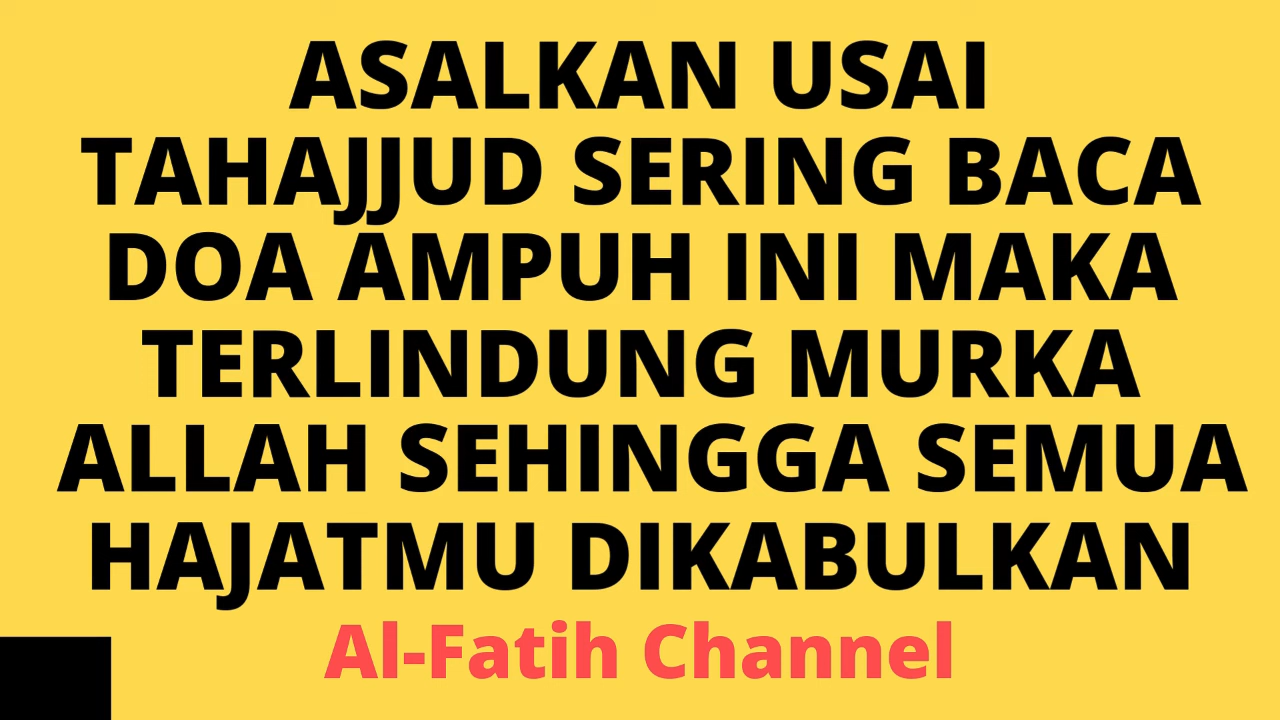 ASALKAN USAI
TAHAJJUD SERING BACA
DOA AMPUH INI MAKA
TERLINDUNG MURKA
ALLAH SEHINGGA SEMUA
HAJATMU DIKABULKAN
Al-Fatih Channel